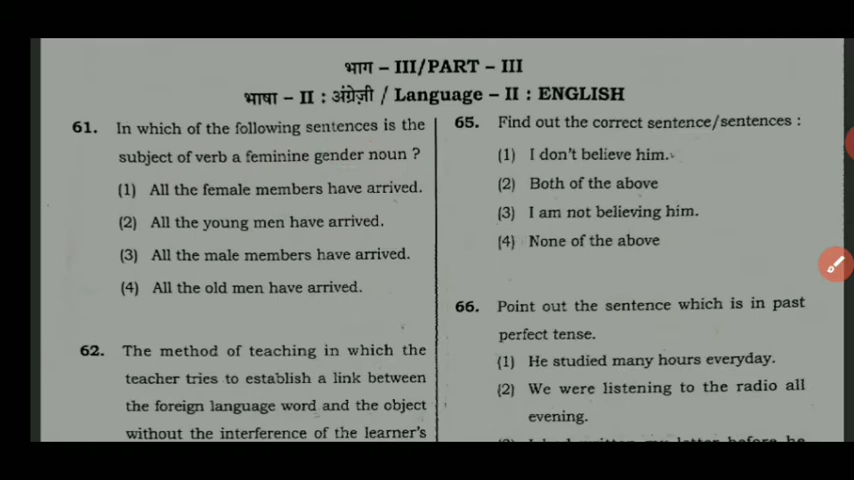 भाग – III/PART – III
भाषा – II : अंग्रेज़ी / Language – II : ENGLISH
61. In which of the following sentences is the
subject of verb a feminine gender noun ?
(1) All the female members have arrived.
(2) All the young men have arrived.
(3) All the male members have arrived.
(4) All the old men have arrived.
62. The method of teaching in which the
teacher tries to establish a link between
the foreign language word and the object
without the interference of the learner's
65. Find out the correct sentence/sentences :
(1) I don't believe him.
(2) Both of the above
(3) I am not believing him.
(4) None of the above
66. Point out the sentence which is in past
perfect tense.
(1) He studied many hours everyday.
(2) We were listening to the radio all
evening.
letter before he